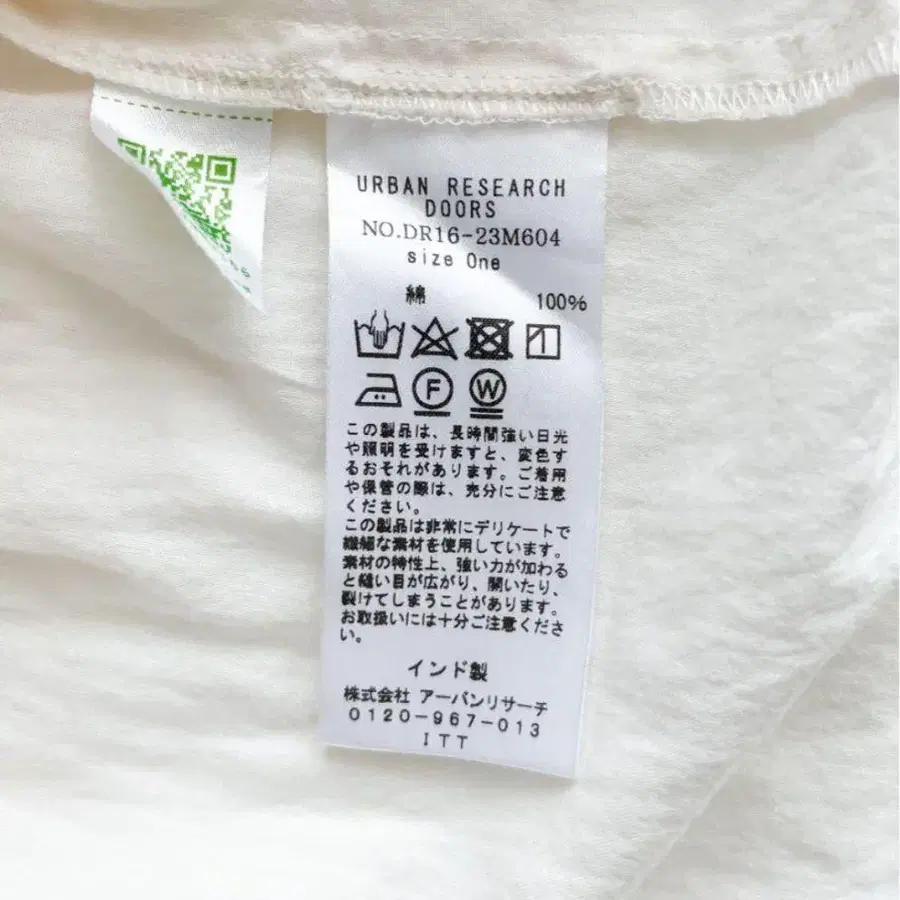 URBAN RESEARCH
DOORS
NO.DR16-23M604
size One
綿 100%
F W
この製品は、長時間強い日光
や照明を受けますと、変色す
るおそれがあります。ご着用
や保管の際は、充分にご注意
ください。
この製品は非常にデリケートで
繊細な素材を使用しています。
素材の特性上、強い力が加わる
と縫い目が広がり、開いたり、
裂けてしまうことがあります。
お取扱いには十分ご注意くださ
い。
インド製
株式会社 アーバンリサーチ
0120-967-013
ITT